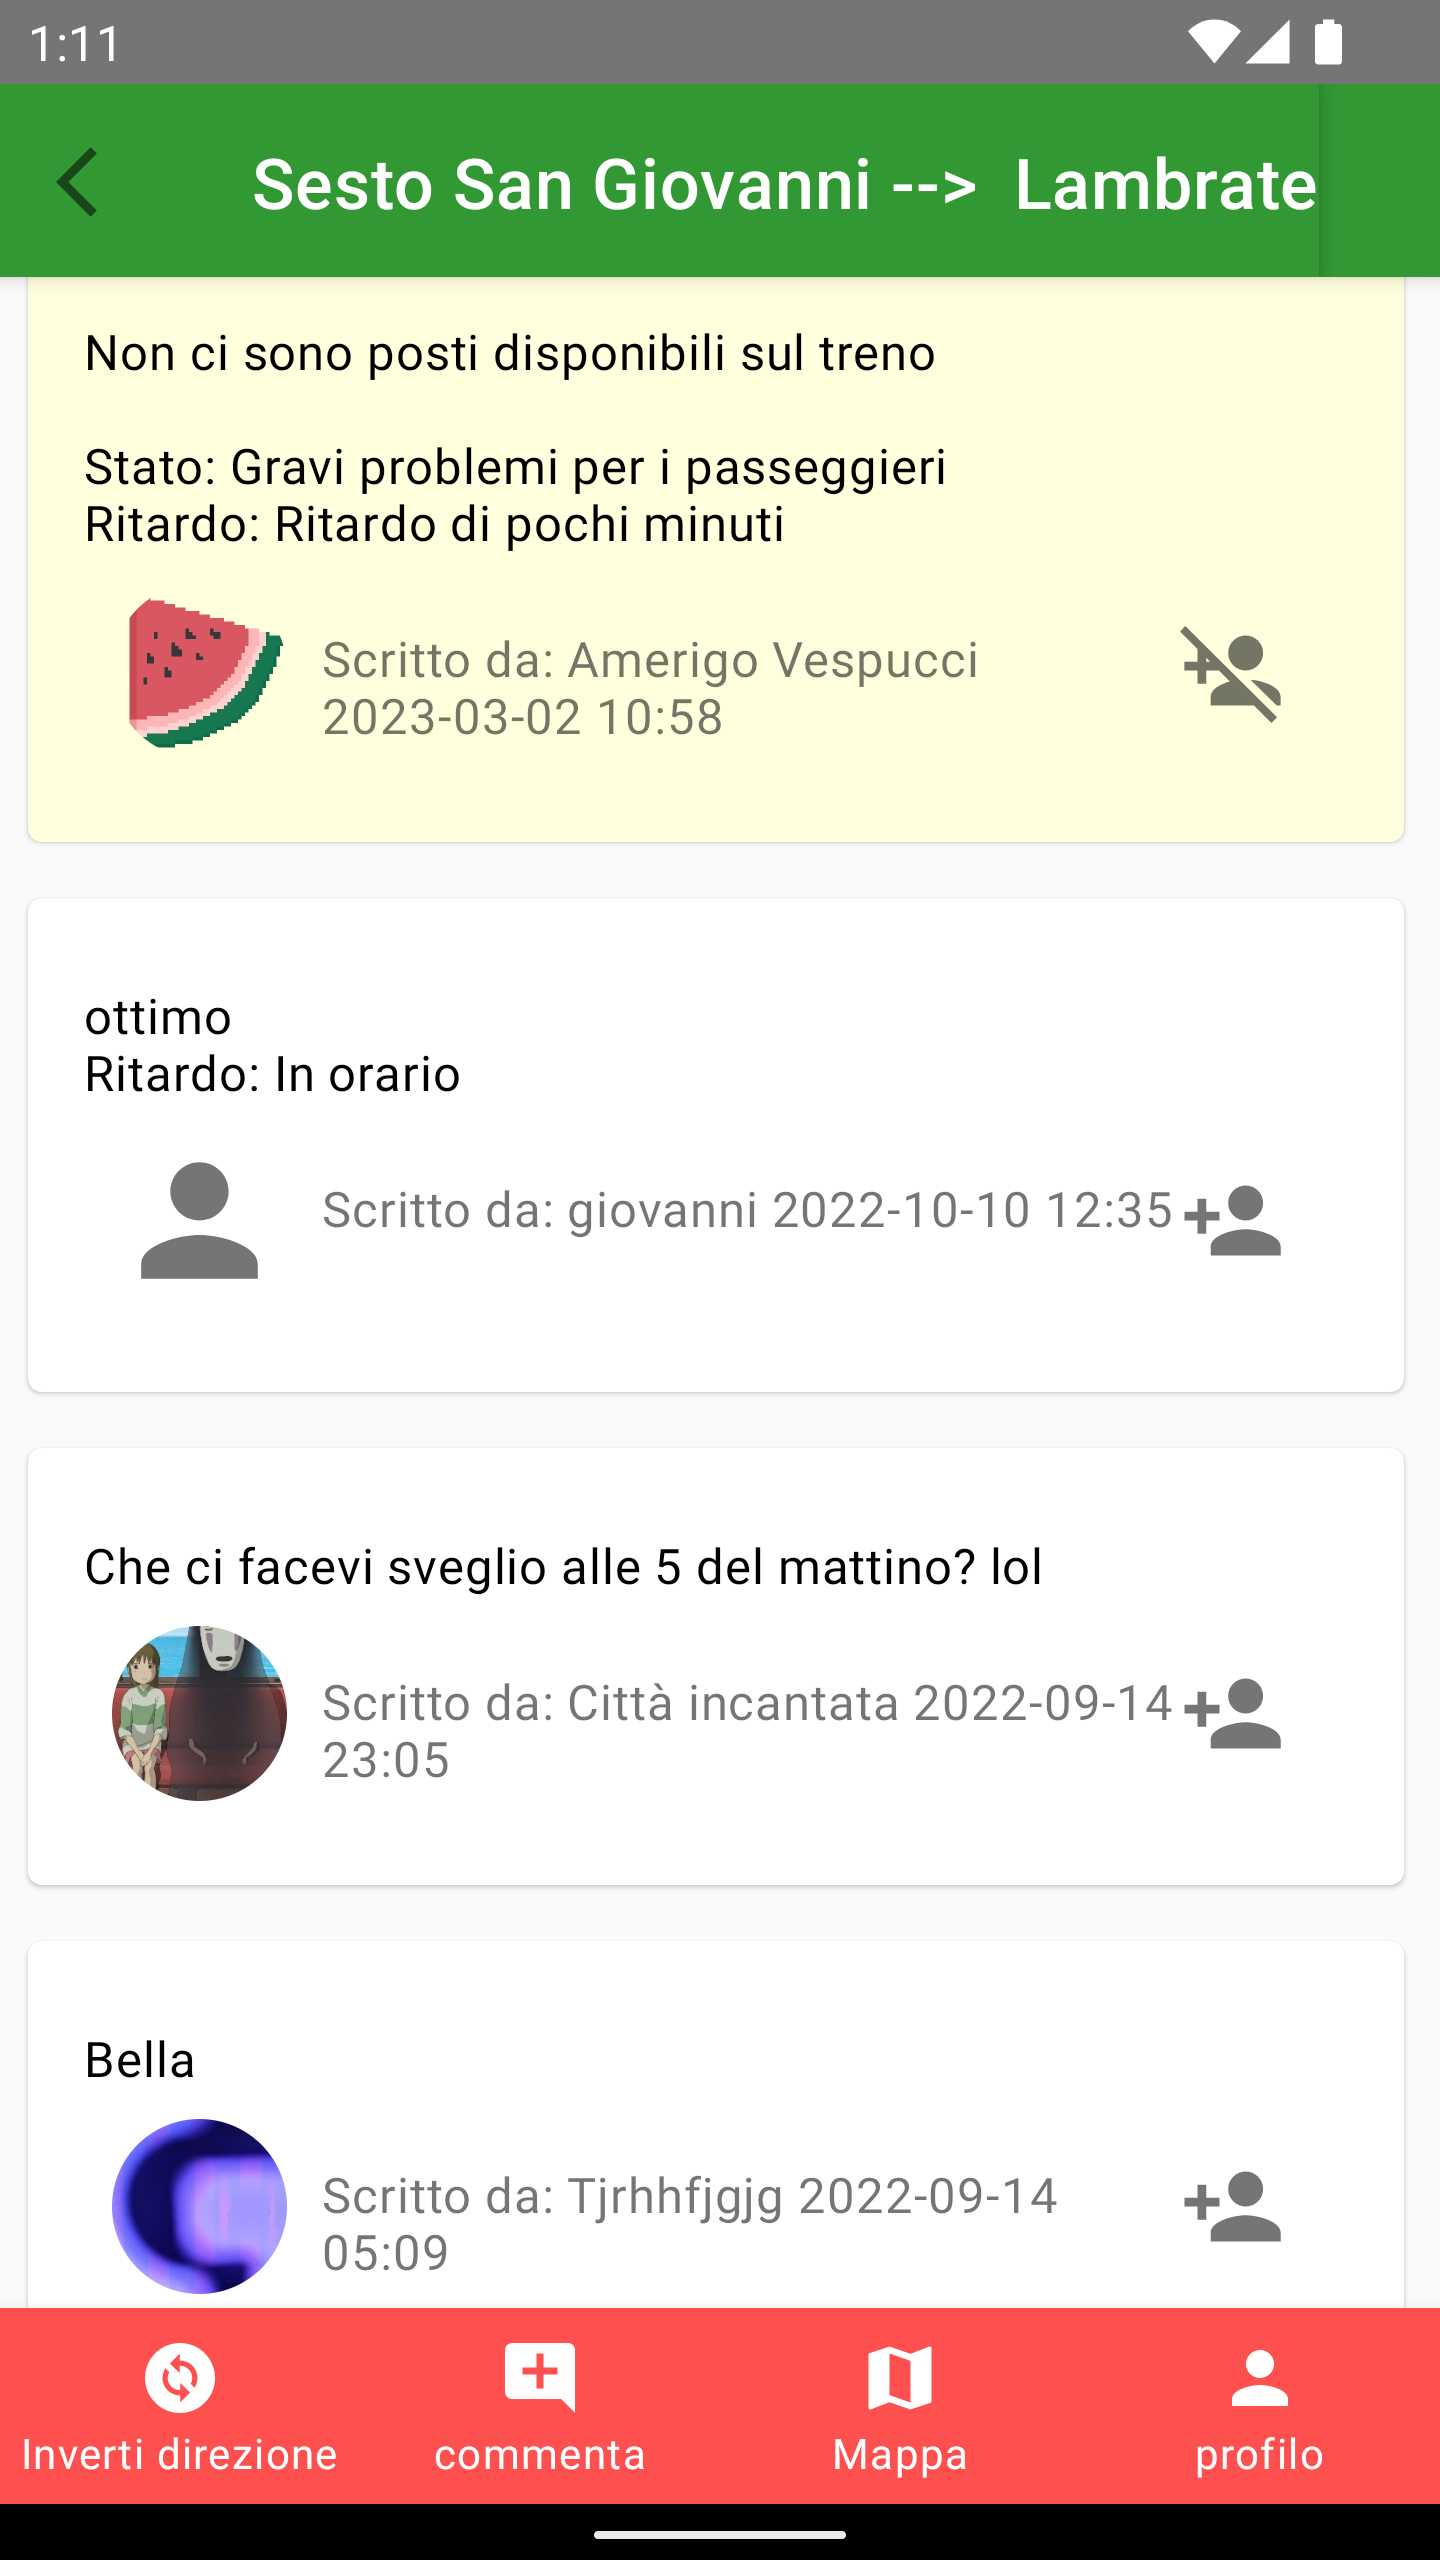 1:11
Sesto San Giovanni -->  Lambrate
Non ci sono posti disponibili sul treno
Stato: Gravi problemi per i passeggieri
Ritardo: Ritardo di pochi minuti
Scritto da: Amerigo Vespucci
2023-03-02 10:58
ottimo
Ritardo: In orario
Scritto da: giovanni 2022-10-10 12:35
Che ci facevi sveglio alle 5 del mattino? lol
Scritto da: Città incantata 2022-09-14
23:05
Bella
Scritto da: Tjrhhfjgjg 2022-09-14
05:09
Inverti direzione
commenta
Mappa
profilo